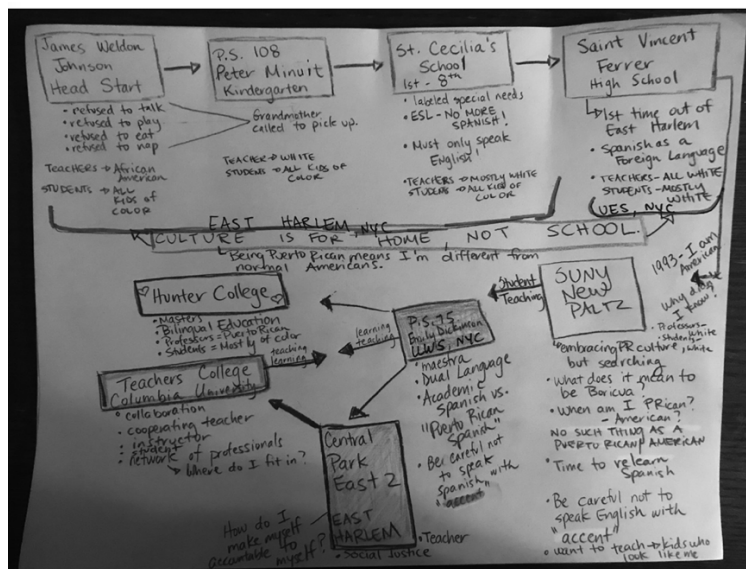 James Weldon
Johnson
Head Start
• refused to talk
• refused to play
• refused to eat
• refused to nap
Grandmother
called to pick up.
TEACHERS → African
American
STUDENTS → ALL
KIDS OF
COLOR
P.S. 108
Peter Minuit
Kindergarten
TEACHER → WHITE
STUDENTS → ALL KIDS OF
COLOR
St. Cecilia's
School
1st - 8th
• labeled special needs
• ESL - NO MORE
SPANISH!
• Must only speak
English!
• TEACHERS → MOSTLY WHITE
STUDENTS → ALL KIDS OF
COLOR
Saint Vincent
Ferrer
High School
1st time out of
East Harlem
• Spanish as a
Foreign Language
• TEACHERS - ALL WHITE
STUDENTS - MOSTLY
WHITE
UES, NYC
EAST HARLEM, NYC
CULTURE IS FOR HOME, NOT SCHOOL.
Being Puerto Rican means I'm different from
normal Americans.
1993 - I am
American
Why didn't
I know?
• Professors -
Students white
white
SUNY
New
PALTZ
• embracing PR culture,
but searching
• What does it mean to
be Boricua?
• When am I PRican?
- American?
NO SUCH THING AS A
PUERTO RICAN/AMERICAN
• Time to relearn
Spanish
• Be careful not to
speak English with
"accent"
• want to teach → kids who
look like me
Student
Teaching
P.S. 75
Emily Dickinson
UWS, NYC
• maestra
• Dual Language
• Academic
Spanish vs.
"Puerto Rican
Spanish"
• Be careful not
to speak
Spanish with
"accent"
Hunter College
• Masters
• Bilingual Education
• Professors = Puerto Rican
• Students = Mostly of color
learning
teaching
teaching
learning
Teachers College
Columbia University
• collaboration
• cooperating teacher
• instructor
• student
• network of professionals
Where do I fit in?
Central
Park
East 2
EAST
HARLEM
• Teacher
• Social Justice
How do I
make myself
accountable to
myself?